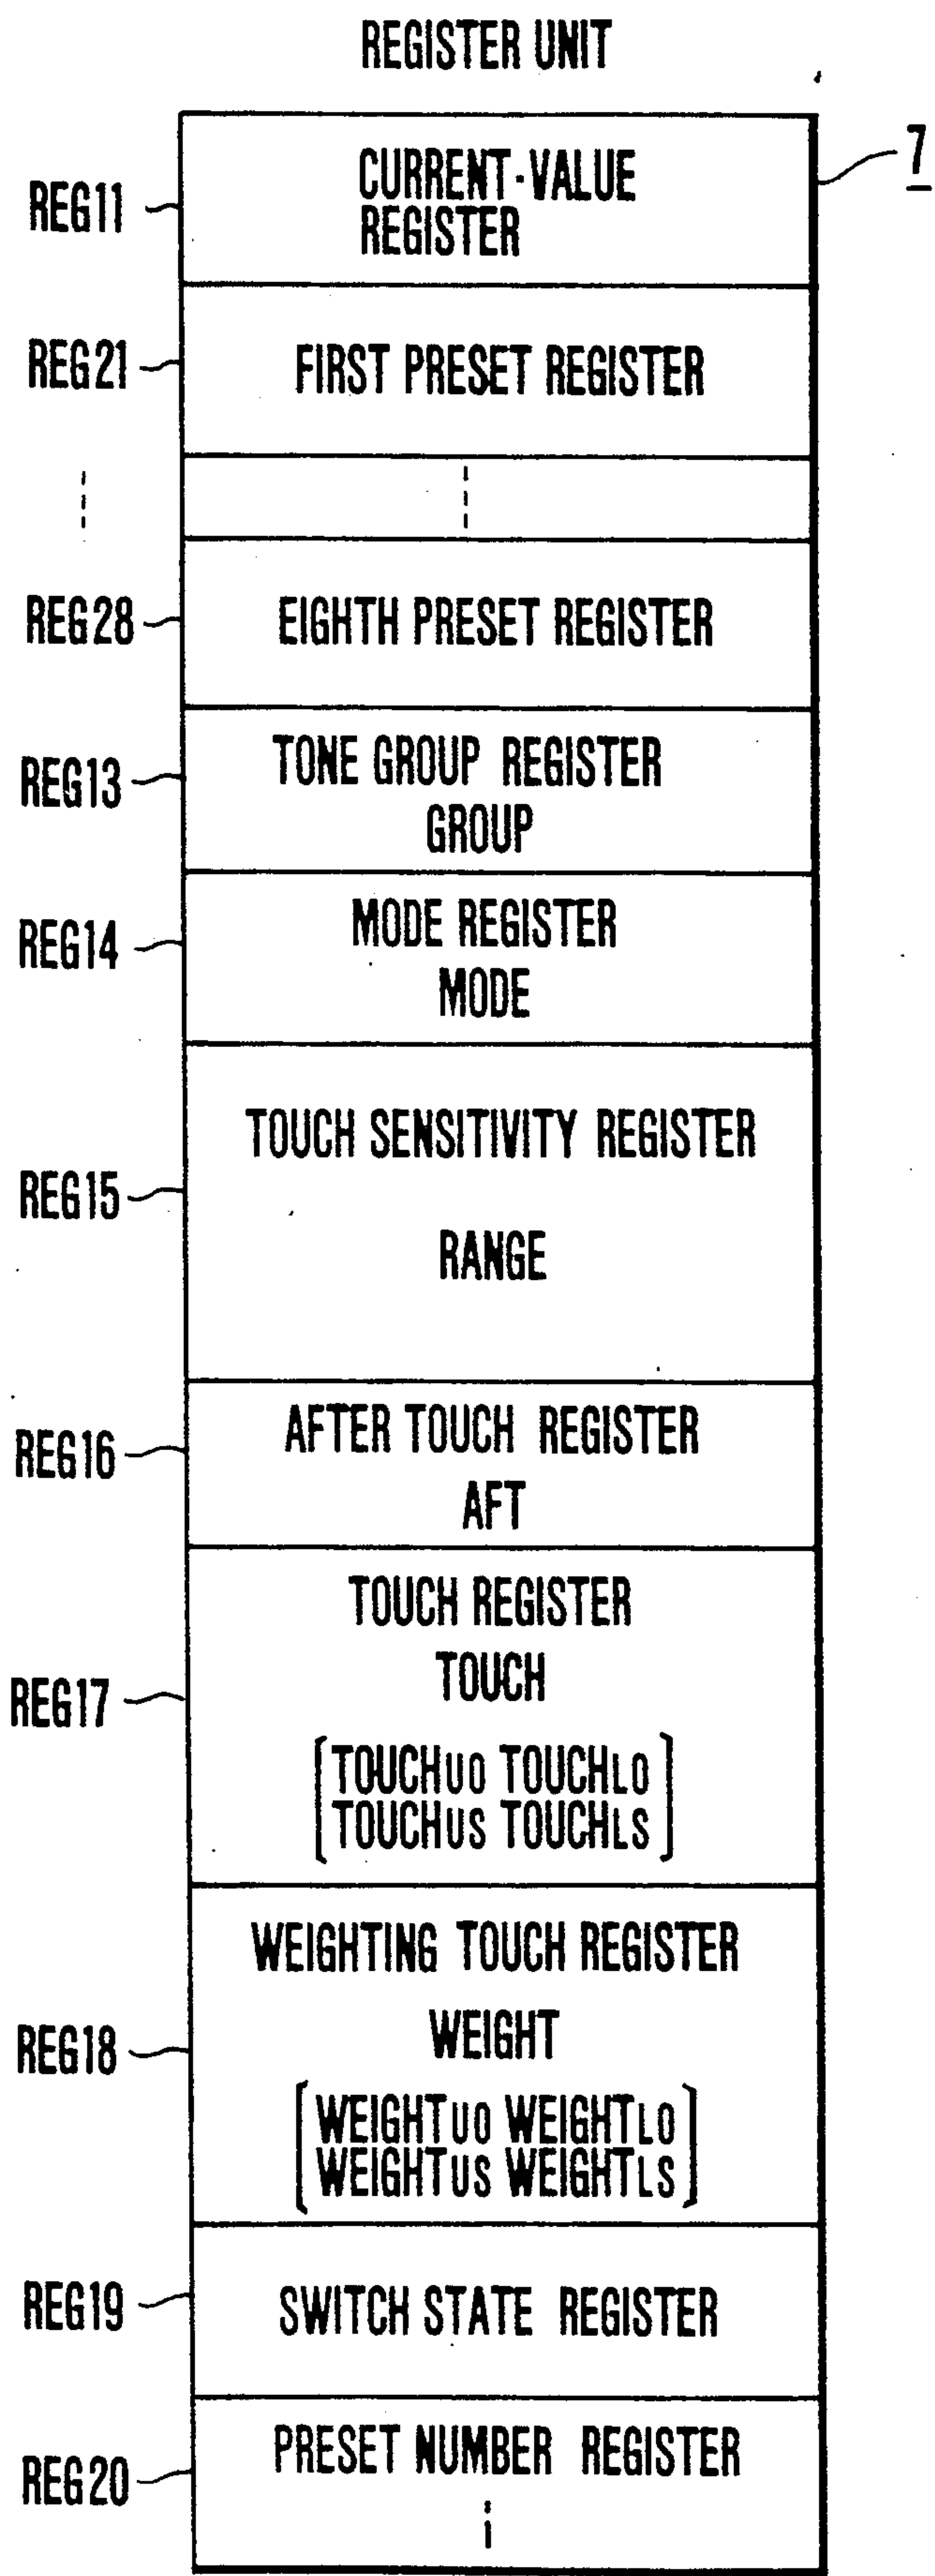 REGISTER UNIT
7
REG11
CURRENT-VALUE
REGISTER
REG21
FIRST PRESET REGISTER
REG28
EIGHTH PRESET REGISTER
REG13
TONE GROUP REGISTER
GROUP
REG14
MODE REGISTER
MODE
REG15
TOUCH SENSITIVITY REGISTER
RANGE
REG16
AFTER TOUCH REGISTER
AFT
REG17
TOUCH REGISTER
TOUCH
[TOUCHUO TOUCHLO
TOUCHUS TOUCHLS]
REG18
WEIGHTING TOUCH REGISTER
WEIGHT
[WEIGHTUO WEIGHTLO
WEIGHTUS WEIGHTLS]
REG19
SWITCH STATE REGISTER
REG20
PRESET NUMBER REGISTER
i